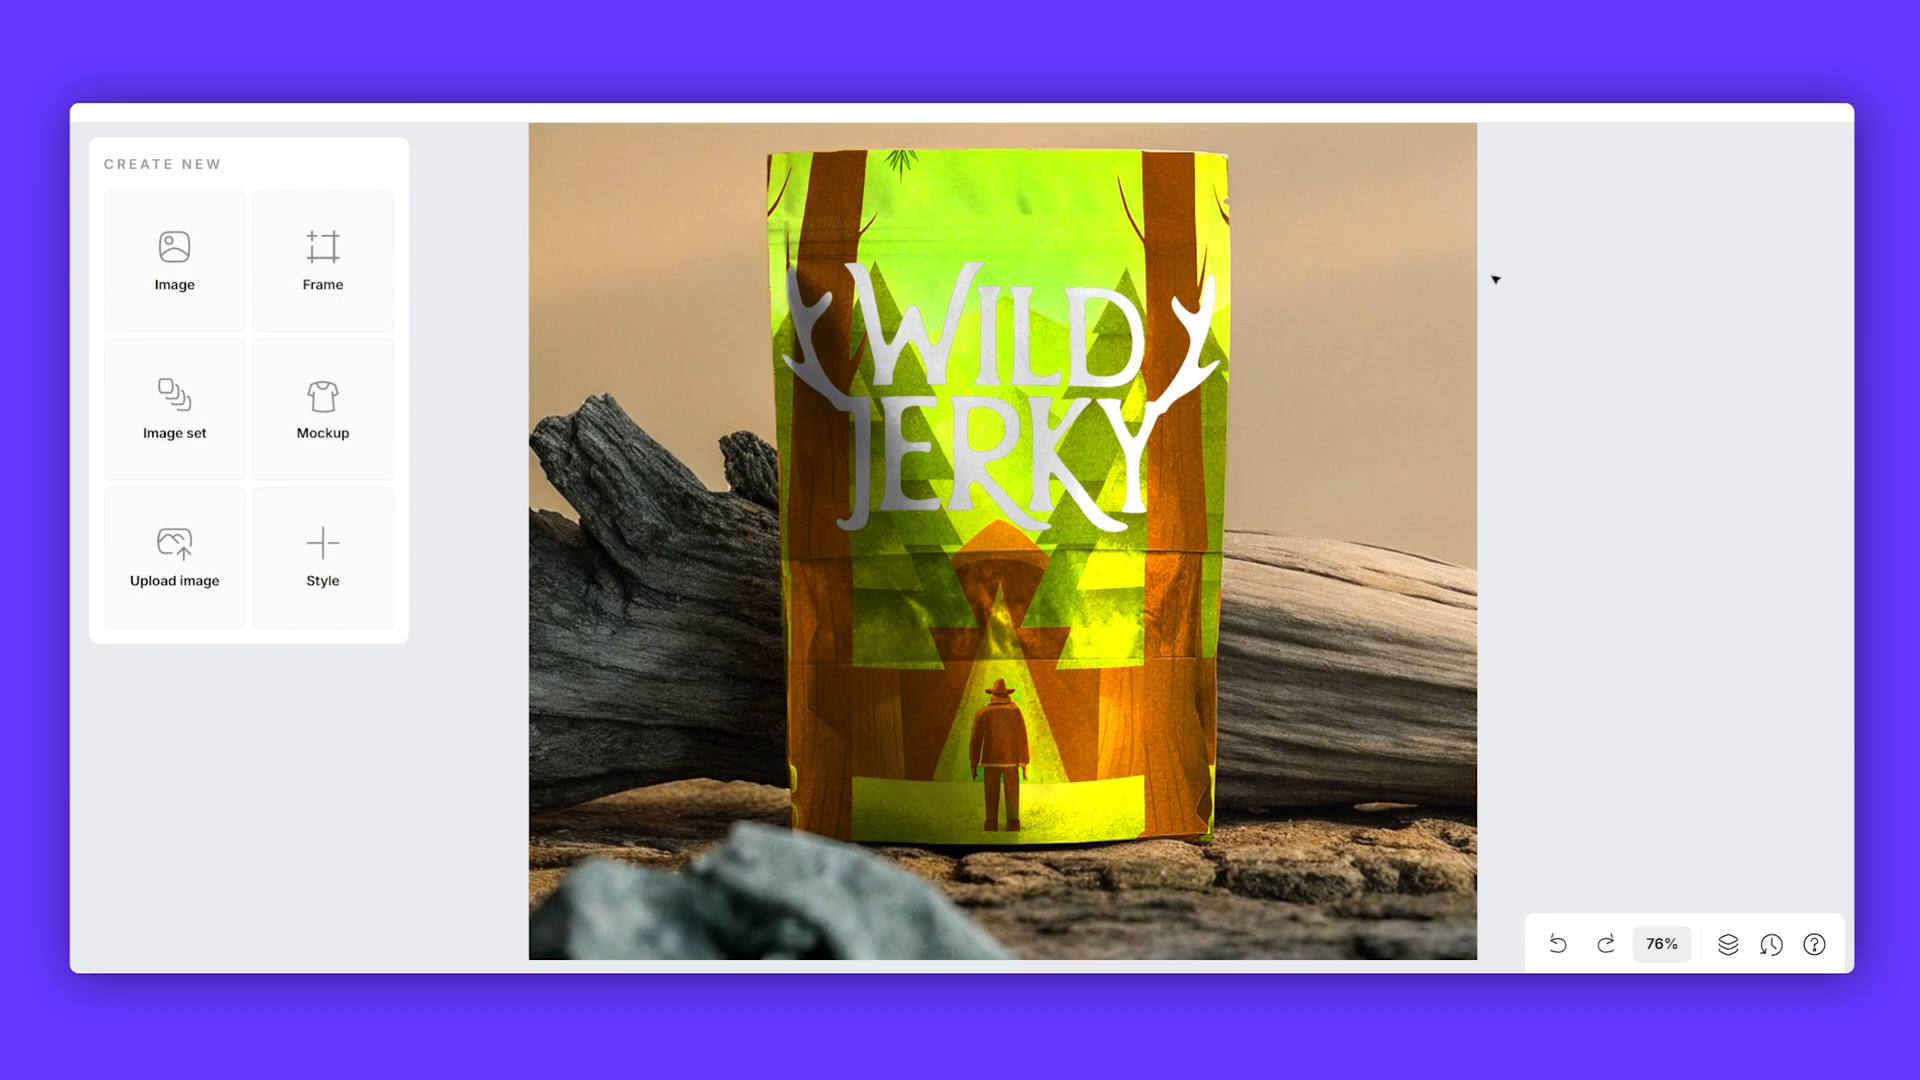 CREATE NEW
Image
Frame
Image set
Mockup
Upload image
Style
WILD
JERKY
76%